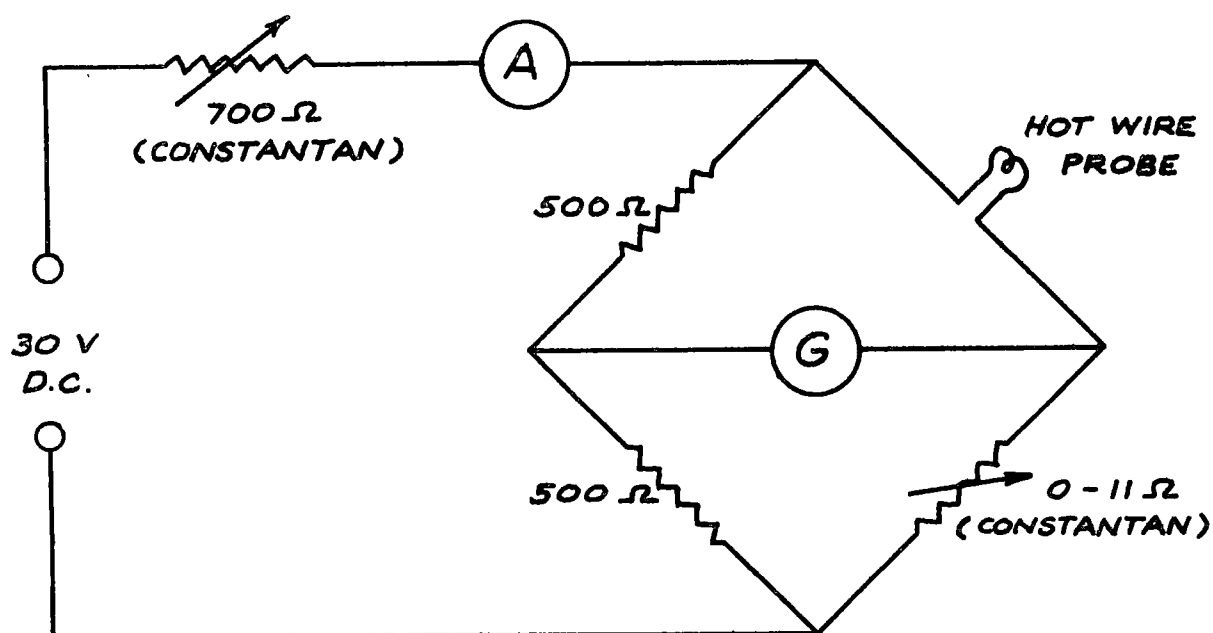 700 Ω
(CONSTANTAN)
A
HOT WIRE
PROBE
500 Ω
30 V
D.C.
G
500 Ω
0-11 Ω
(CONSTANTAN)